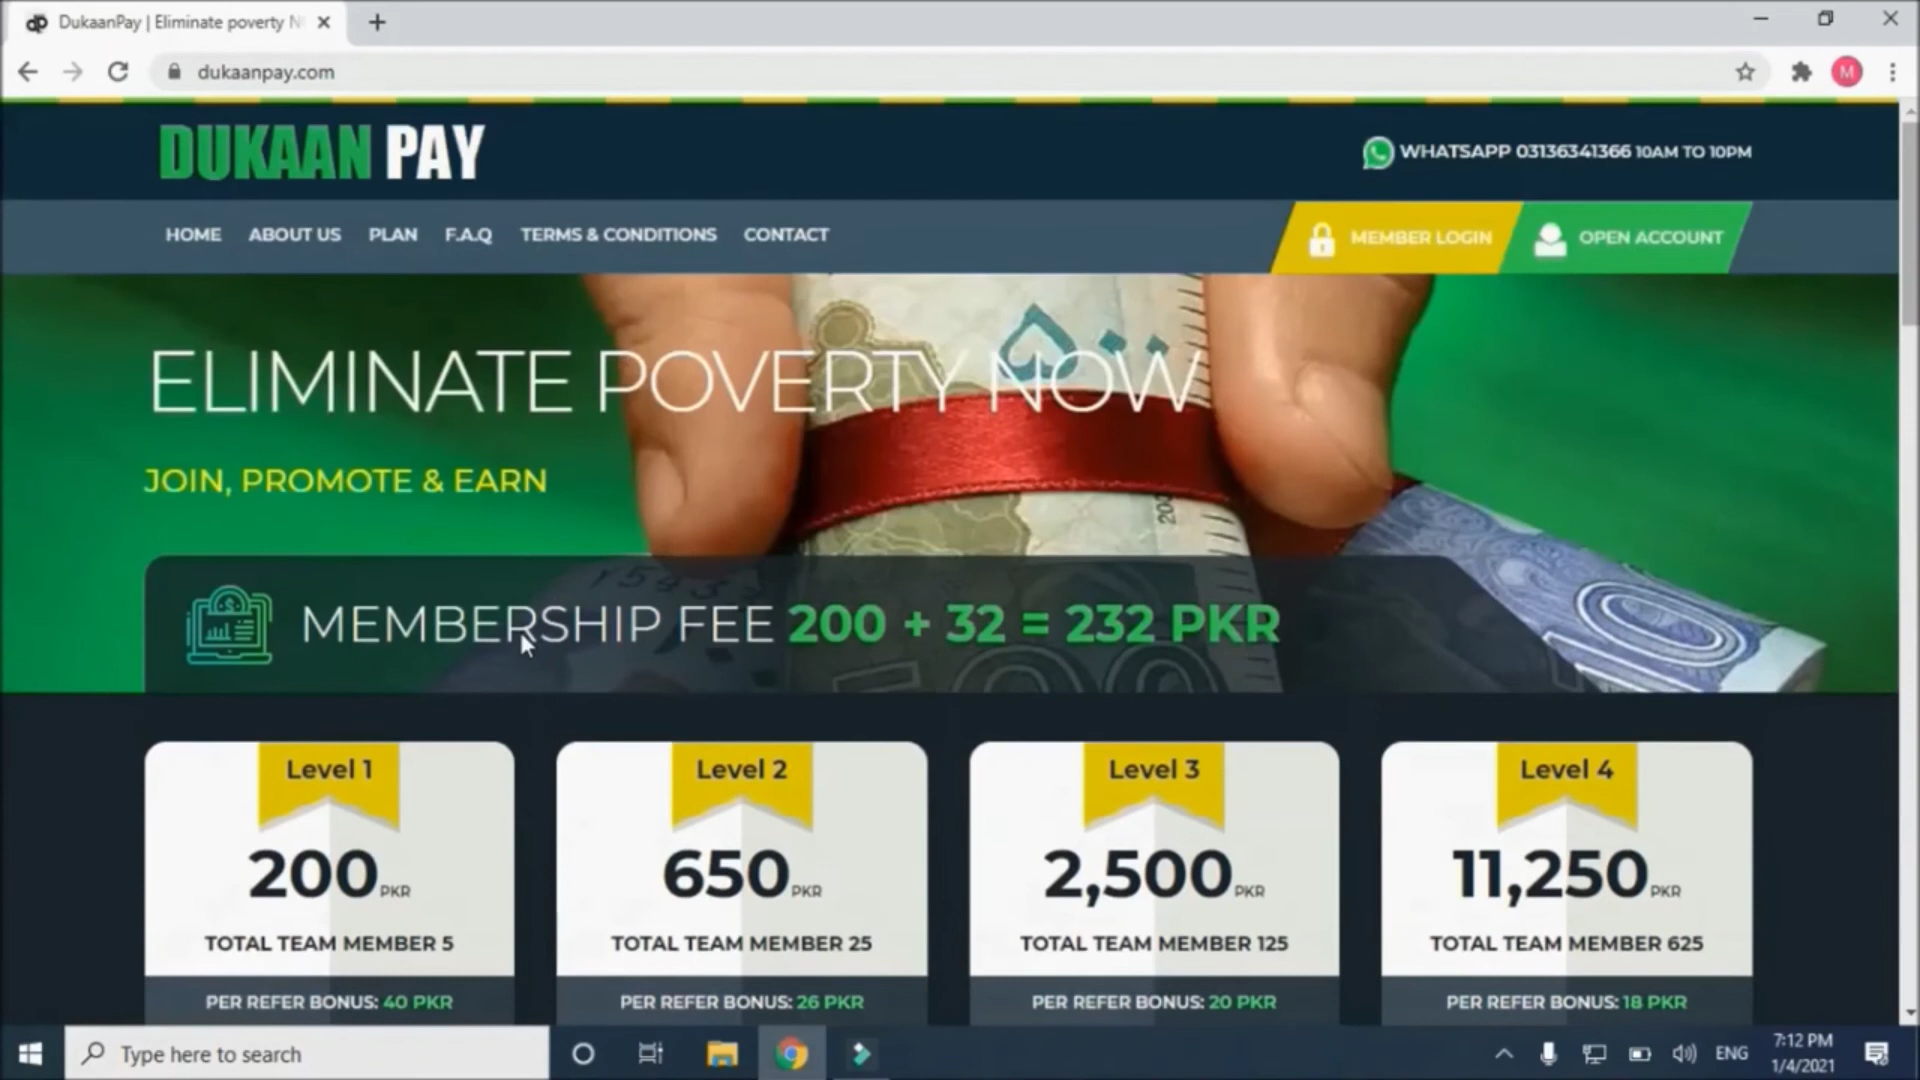 DukaanPay | Eliminate poverty N
dukaanpay.com
M
DUKAAN PAY
WHATSAPP 03136341366 10AM TO 10PM
HOME ABOUT US PLAN F.A.Q TERMS & CONDITIONS CONTACT
MEMBER LOGIN
OPEN ACCOUNT
۵۰۰
ELIMINATE POVERTY NOW
JOIN, PROMOTE & EARN
MEMBERSHIP FEE 200 + 32 = 232 PKR
Level 1
200 PKR
TOTAL TEAM MEMBER 5
PER REFER BONUS: 40 PKR
Level 2
650 PKR
TOTAL TEAM MEMBER 25
PER REFER BONUS: 26 PKR
Level 3
2,500 PKR
TOTAL TEAM MEMBER 125
PER REFER BONUS: 20 PKR
Level 4
11,250 PKR
TOTAL TEAM MEMBER 625
PER REFER BONUS: 18 PKR
Type here to search
ENG
7:12 PM
1/4/2021